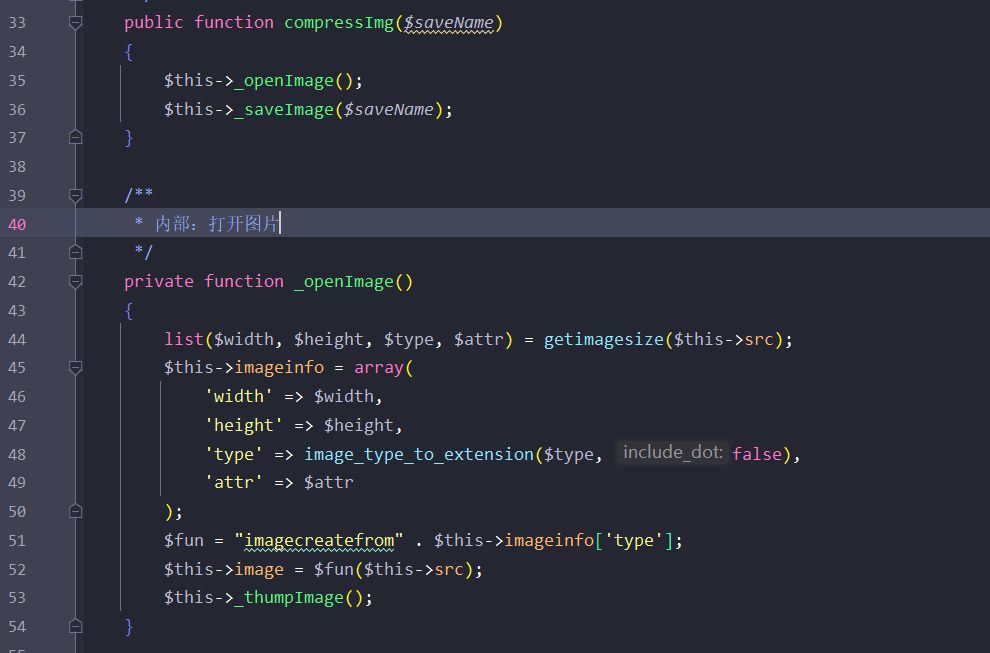 33 public function compressImg($saveName)
34 {
35 $this->_openImage();
36 $this->_saveImage($saveName);
37 }
38
39 /**
40 * 内部：打开图片
41 */
42 private function _openImage()
43 {
44 list($width, $height, $type, $attr) = getimagesize($this->src);
45 $this->imageinfo = array(
46 'width' => $width,
47 'height' => $height,
48 'type' => image_type_to_extension($type, include_dot: false),
49 'attr' => $attr
50 );
51 $fun = "imagecreatefrom" . $this->imageinfo['type'];
52 $this->image = $fun($this->src);
53 $this->_thumpImage();
54 }